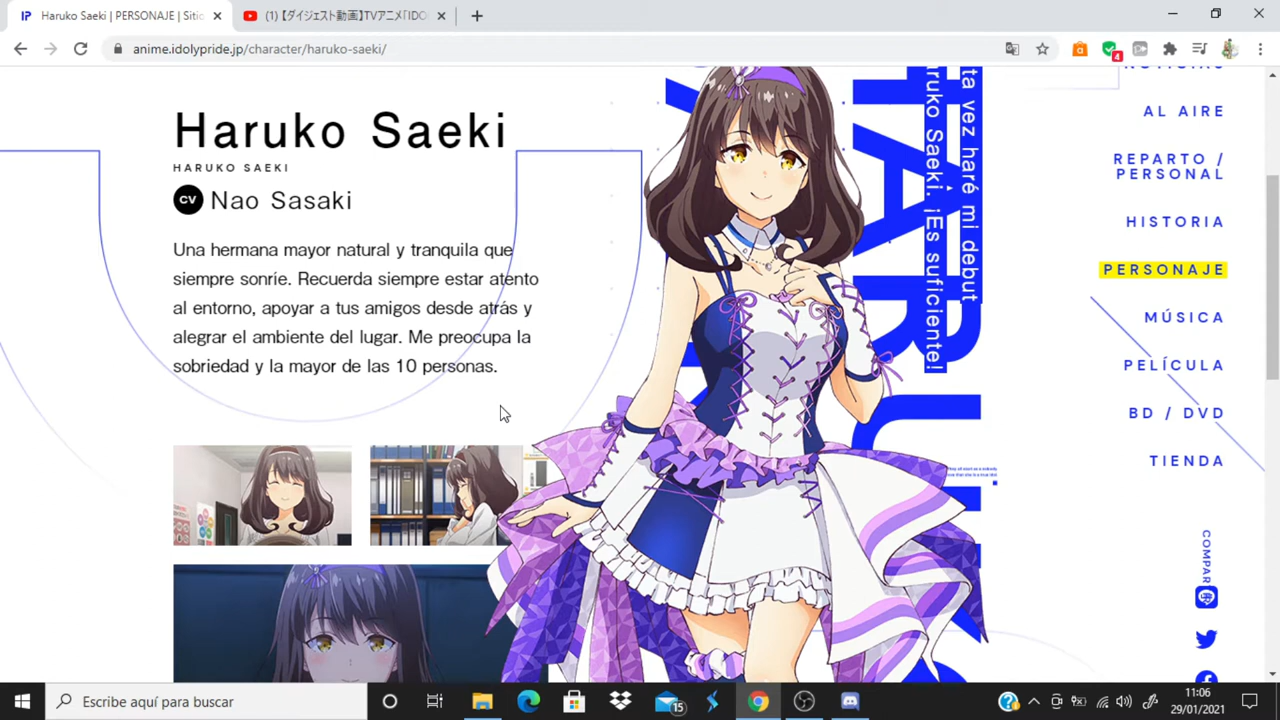 Haruko Saeki | PERSONAJE | Sitio
(1) 【ダイジェスト動画】TVアニメ「IDO
anime.idolypride.jp/character/haruko-saeki/
4
Haruko Saeki
HARUKO SAEKI
CV Nao Sasaki
Una hermana mayor natural y tranquila que
siempre sonríe. Recuerda siempre estar atento
al entorno, apoyar a tus amigos desde atrás y
alegrar el ambiente del lugar. Me preocupa la
sobriedad y la mayor de las 10 personas.
ta vez haré mi debut
aruko Saeki. ¡Es suficiente!
HARUK
NOTICIAS
AL AIRE
REPARTO /
PERSONAL
HISTORIA
PERSONAJE
MÚSICA
PELÍCULA
BD / DVD
TIENDA
COMPAR
Escribe aquí para buscar
15
11:06
29/01/2021